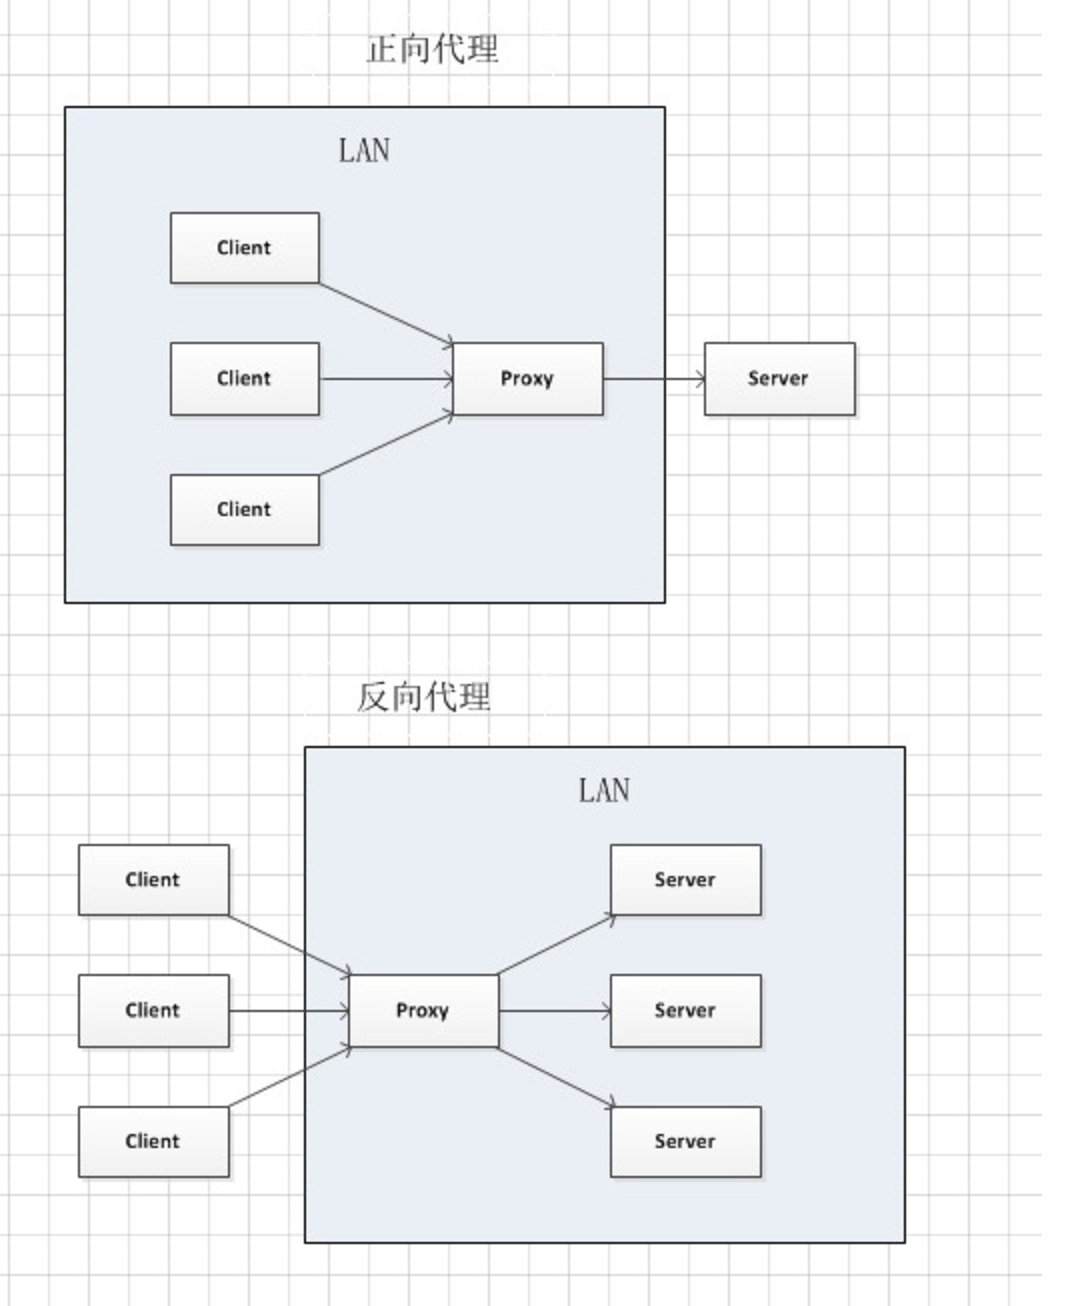 正向代理
LAN
Client
Client
Proxy
Server
Client
反向代理
LAN
Client
Server
Client
Proxy
Server
Client
Server